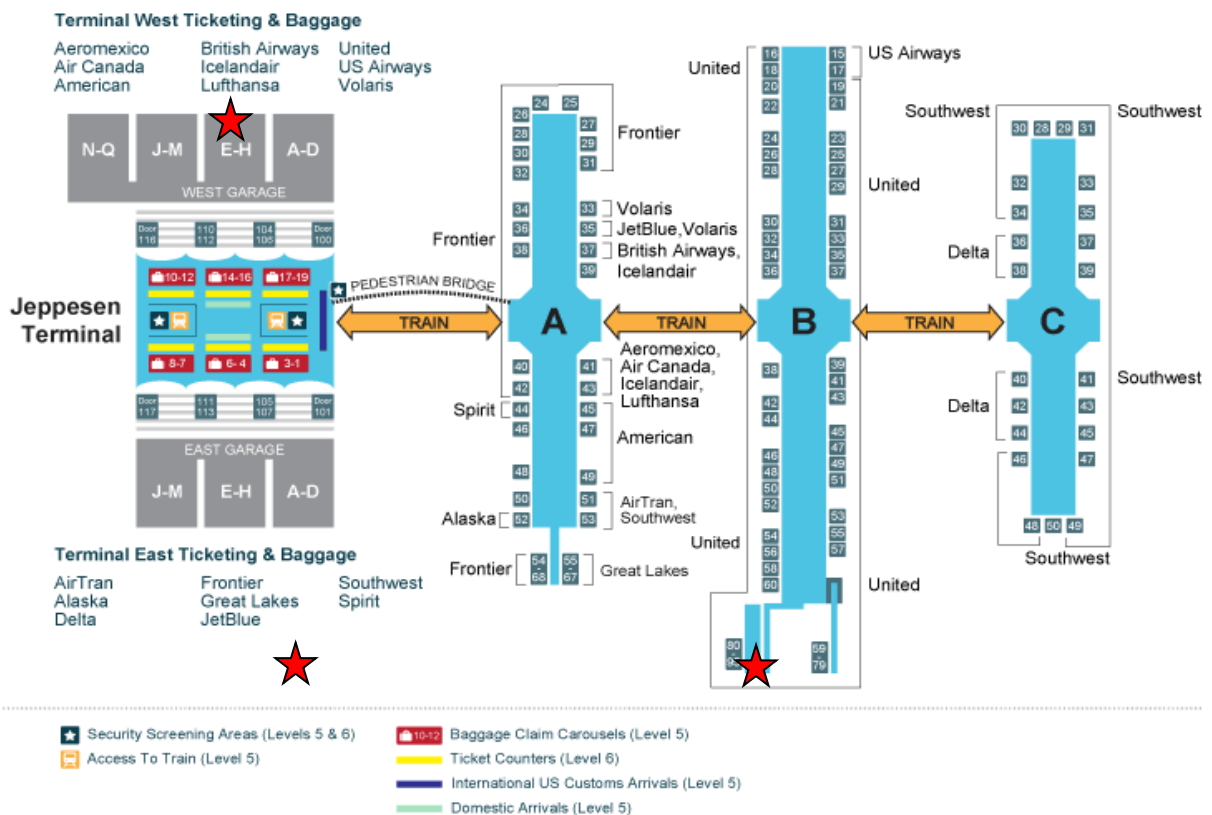 Terminal West Ticketing & Baggage
Aeromexico British Airways United
Air Canada Icelandair US Airways
American Lufthansa Volaris
N-Q J-M E-H A-D
WEST GARAGE
Door 116
110 112
104 106
Door 100
10-12 14-16 17-19
Jeppesen
Terminal
8-7 6-4 3-1
Door 117
111 113
105 107
Door 101
EAST GARAGE
J-M E-H A-D
Terminal East Ticketing & Baggage
AirTran Frontier Southwest
Alaska Great Lakes Spirit
Delta JetBlue
PEDESTRIAN BRIDGE
TRAIN
24 25
26 27
28 29
30 31
32
Frontier
34 33 Volaris
36 35 JetBlue,Volaris
38 37 British Airways,
39 Icelandair
Frontier
A
40 41
42 43
Aeromexico,
Air Canada,
Icelandair,
Lufthansa
Spirit 44 45
46 47
American
48 49
50 51
AirTran,
Southwest
Alaska 52 53
Frontier 54 - 68 55 - 67 Great Lakes
TRAIN
United
16 15
18 17
US Airways
20 19
22 21
24 23
26 25
28 27
29
United
30 31
32 33
34 35
36 37
B
38 39
41
42 43
44
45
46 47
48 49
50 51
52
53
54 55
56 57
58
60
United
United
80 -
59 - 79
TRAIN
Southwest
Southwest
30 28 29 31
32 33
34 35
Delta
36 37
38 39
C
40 41
42 43
44 45
Delta
Southwest
46 47
48 50 49
Southwest
Security Screening Areas (Levels 5 & 6)
Access To Train (Level 5)
10-12 Baggage Claim Carousels (Level 5)
Ticket Counters (Level 6)
International US Customs Arrivals (Level 5)
Domestic Arrivals (Level 5)